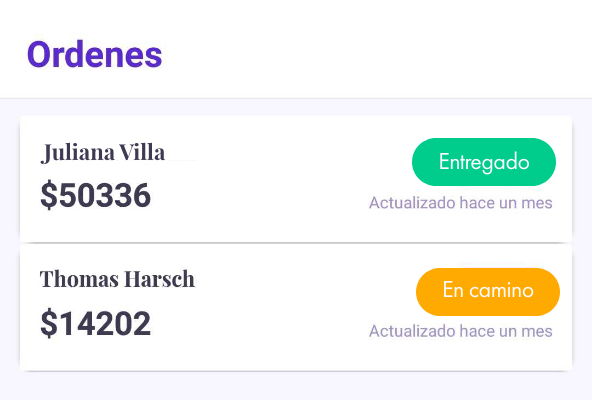 Ordenes
Juliana Villa
Entregado
$50336
Actualizado hace un mes
Thomas Harsch
En camino
$14202
Actualizado hace un mes